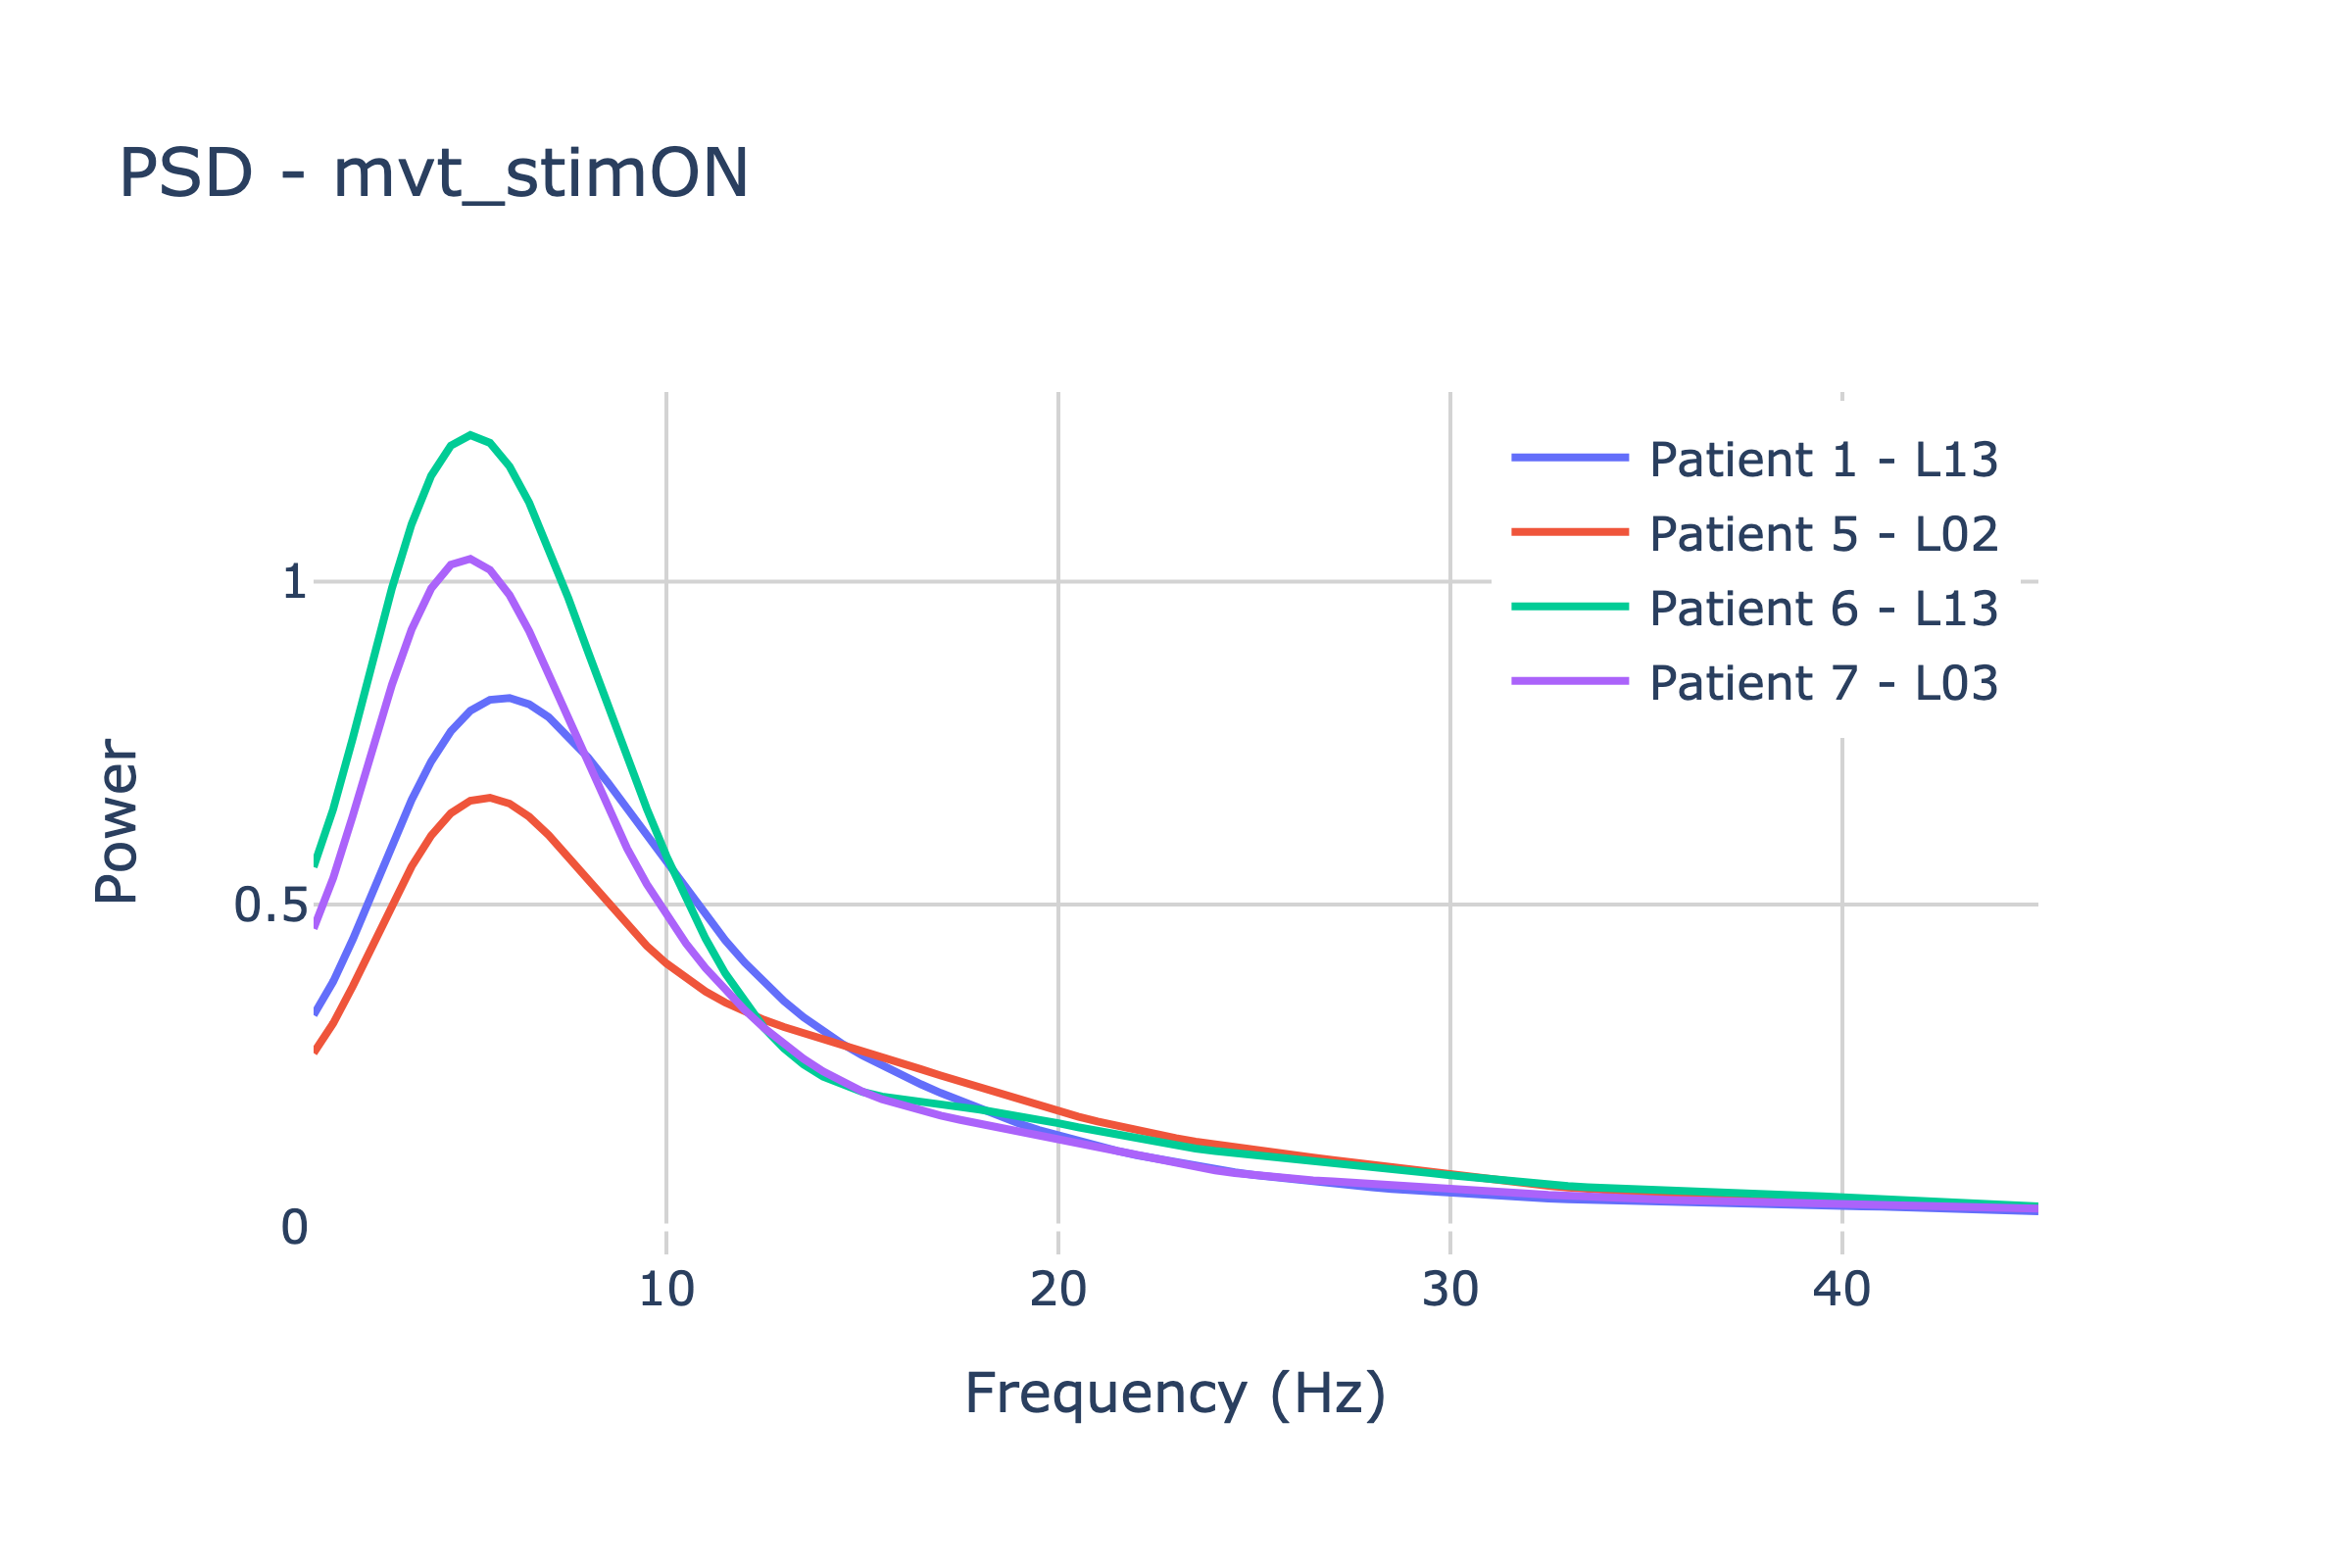 PSD - mvt_stimON
Patient 1 - L13
Patient 5 - L02
Patient 6 - L13
Patient 7 - L03
Power
1
0.5
0
10 20 30 40
Frequency (Hz)